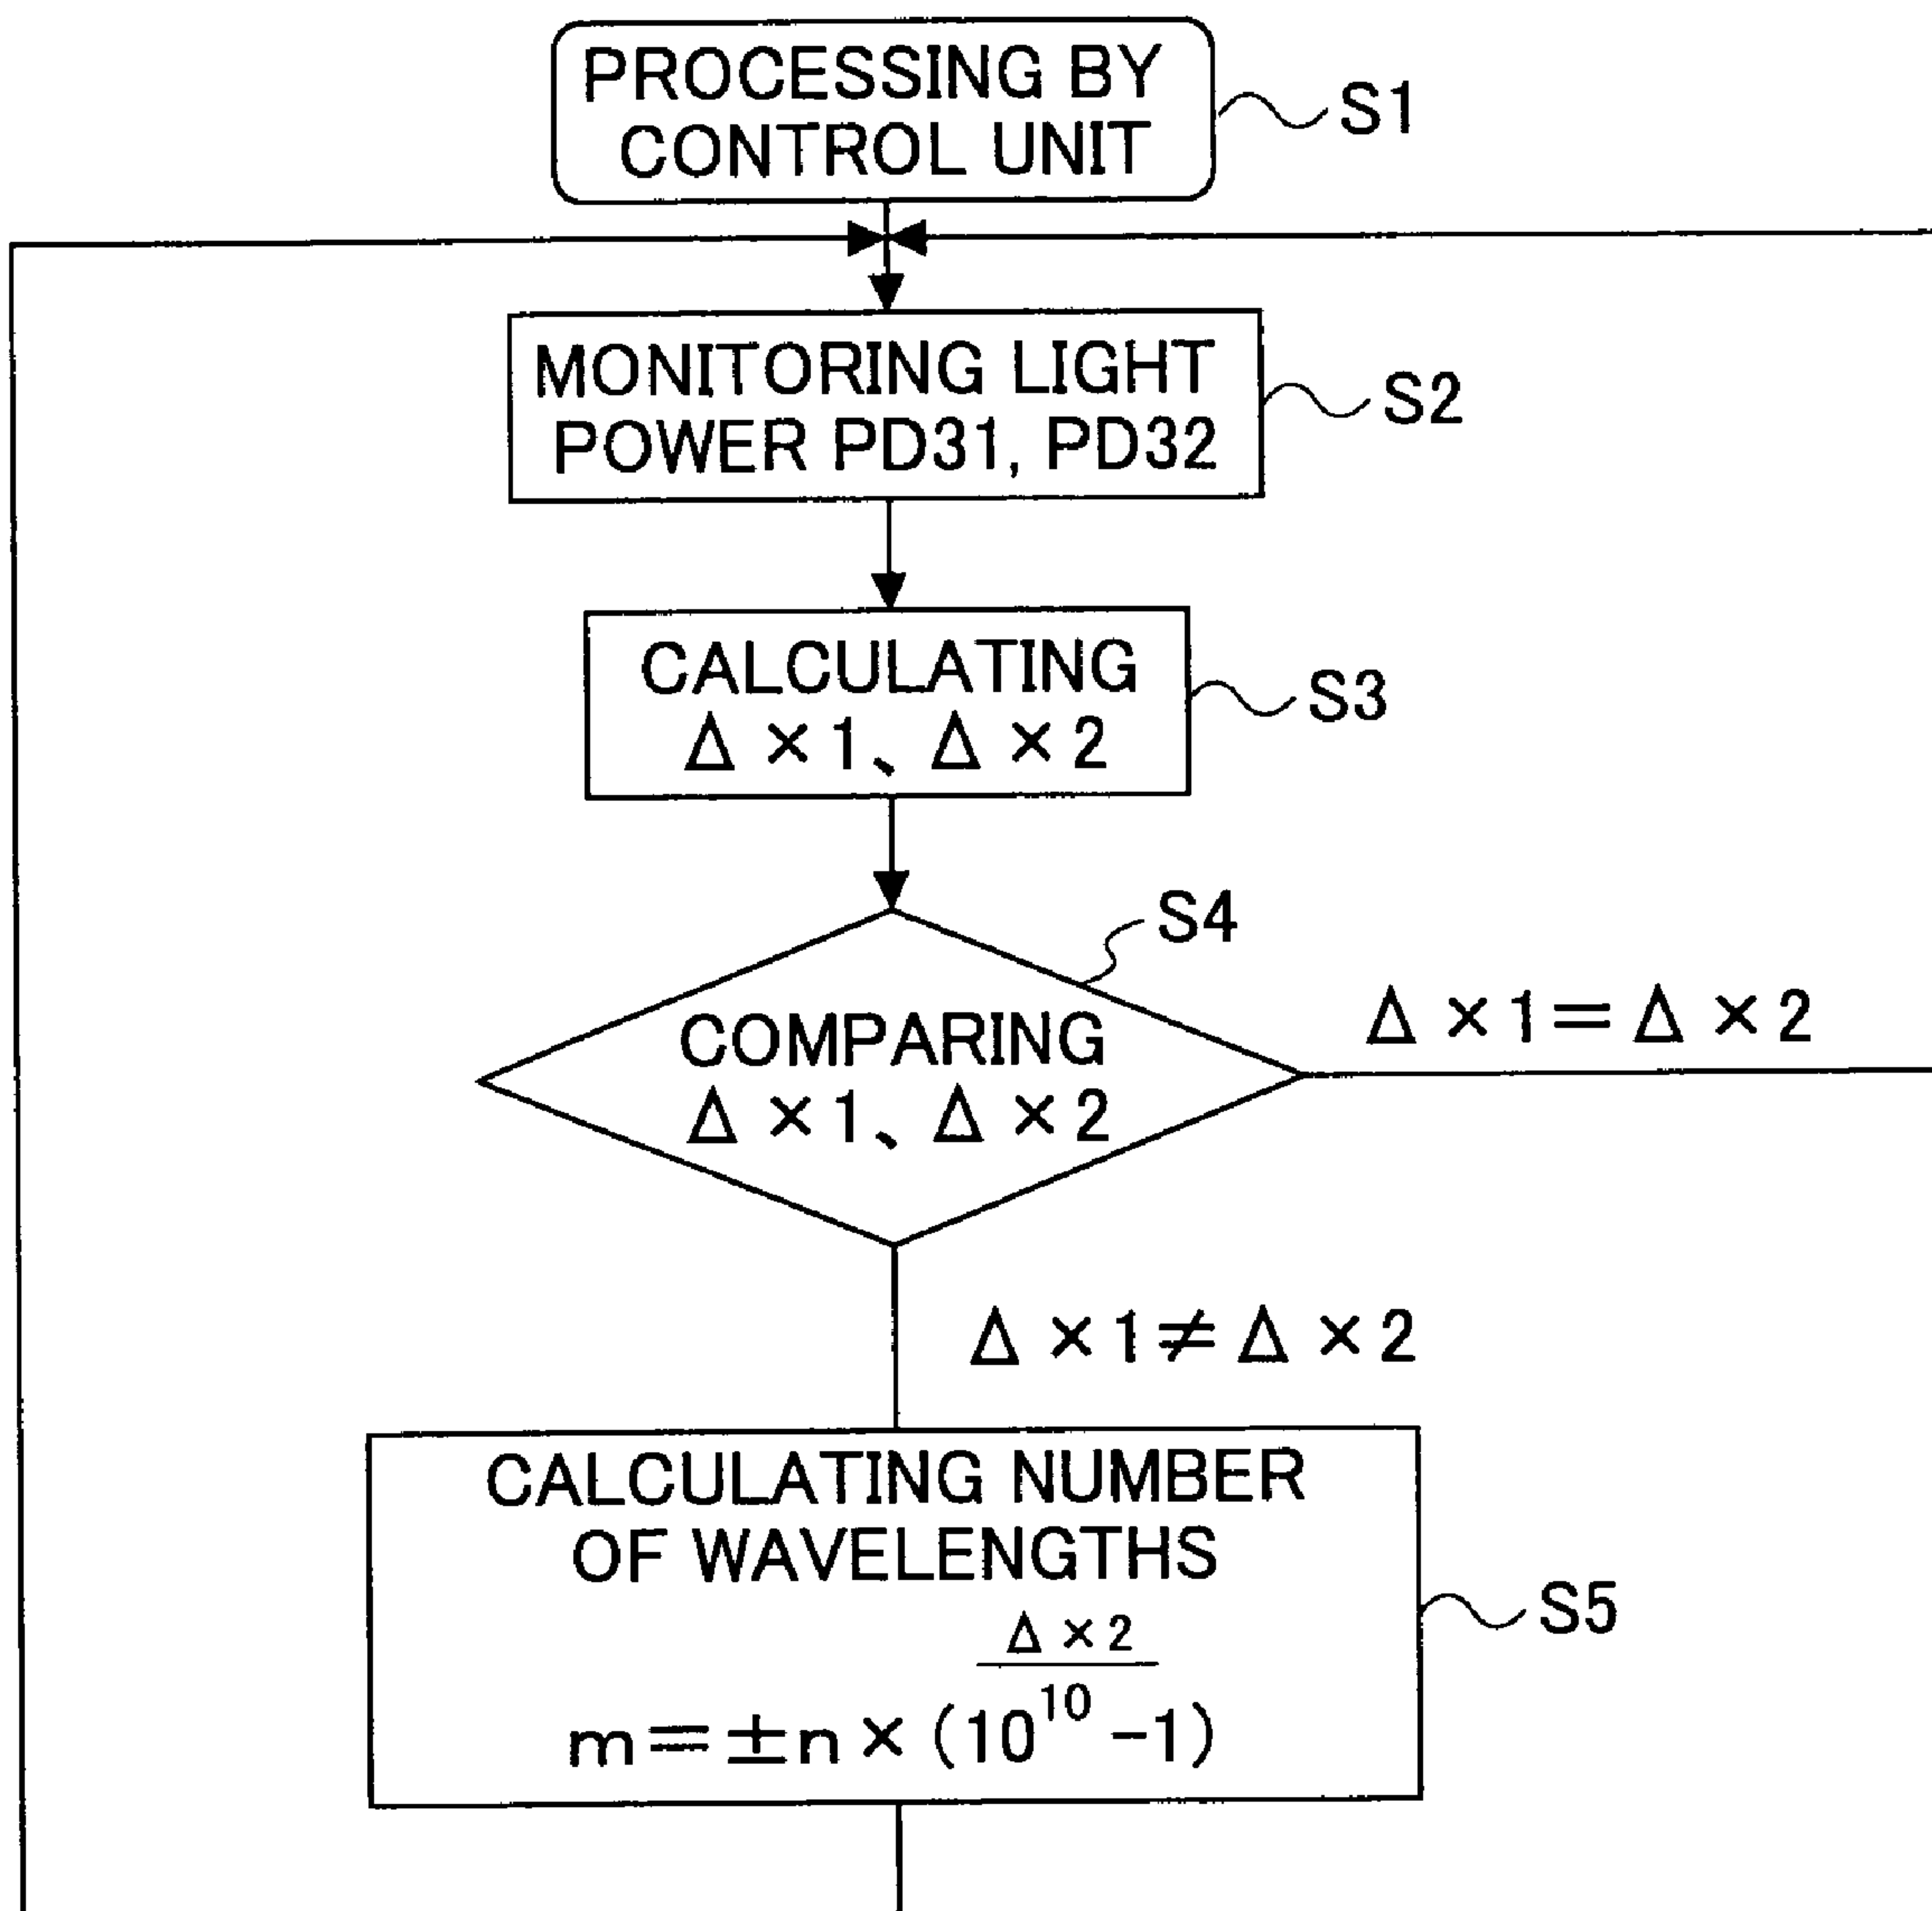 PROCESSING BY
CONTROL UNIT
S1
MONITORING LIGHT
POWER PD31, PD32
S2
CALCULATING
Δ×1、Δ×2
S3
S4
COMPARING
Δ×1、Δ×2
Δ×1=Δ×2
Δ×1≠Δ×2
CALCULATING NUMBER
OF WAVELENGTHS
Δ×2
10
m=±n×(10 -1)
S5